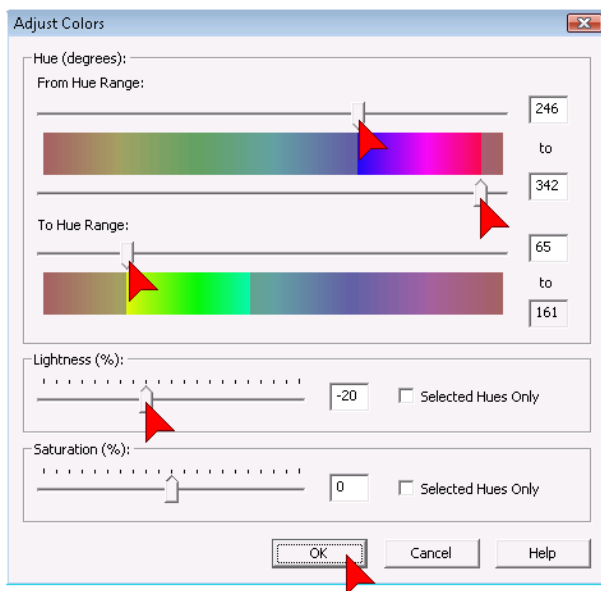 Adjust Colors
Hue (degrees):
From Hue Range:
246
to
342
To Hue Range:
65
to
161
Lightness (%):
-20
Selected Hues Only
Saturation (%):
0
Selected Hues Only
OK Cancel Help